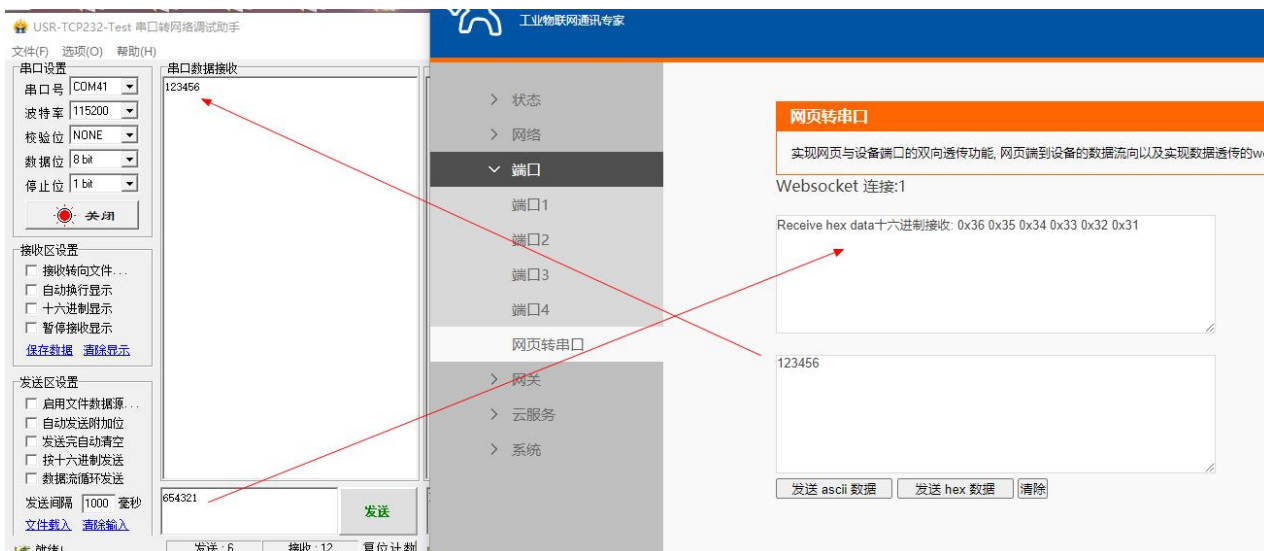 USR-TCP232-Test 串口转网络调试助手
文件(F) 选项(O) 帮助(H)
串口设置
串口号 COM41
波特率 115200
校验位 NONE
数据位 8 bit
停止位 1 bit
关闭
接收区设置
接收转向文件...
自动换行显示
十六进制显示
暂停接收显示
保存数据 清除显示
发送区设置
启用文件数据源...
自动发送附加位
发送完自动清空
按十六进制发送
数据流循环发送
发送间隔 1000 毫秒
文件载入 清除输入
就绪!
串口数据接收
123456
654321
发送
发送 : 6 接收 : 12 复位计数
工业物联网通讯专家
状态
网络
端口
端口1
端口2
端口3
端口4
网页转串口
网关
云服务
系统
网页转串口
实现网页与设备端口的双向透传功能, 网页端到设备的数据流向以及实现数据透传的we
Websocket 连接:1
Receive hex data十六进制接收: 0x36 0x35 0x34 0x33 0x32 0x31
123456
发送 ascii 数据 发送 hex 数据 清除